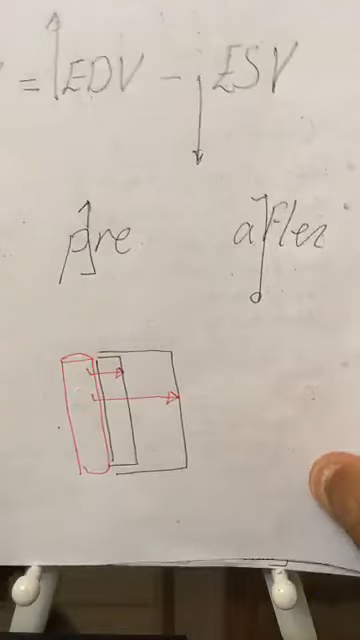 = ↑EDV - ↓ESV
pre after